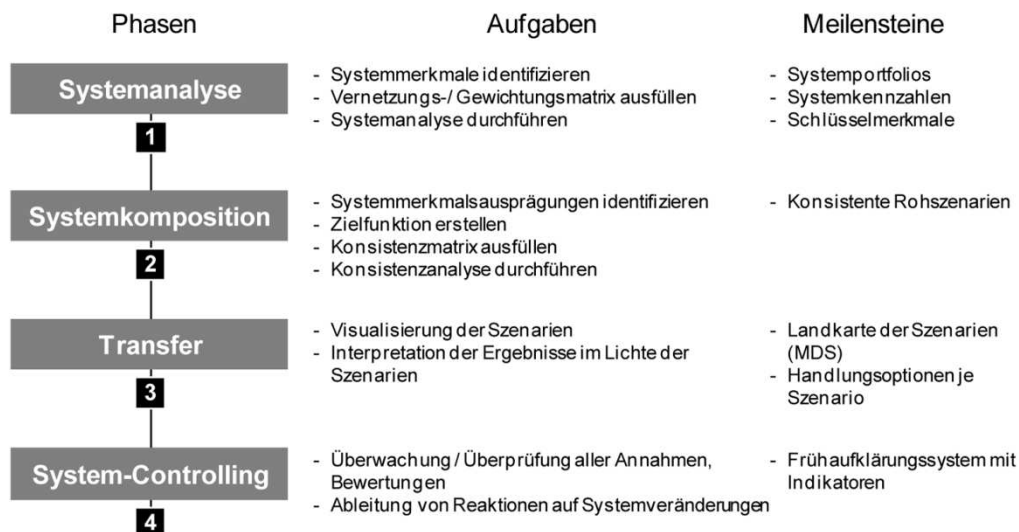 Phasen
Aufgaben
Meilensteine
Systemanalyse
1
- Systemmerkmale identifizieren
- Vernetzungs-/ Gewichtungsmatrix ausfüllen
- Systemanalyse durchführen
- Systemportfolios
- Systemkennzahlen
- Schlüsselmerkmale
Systemkomposition
2
- Systemmerkmalsausprägungen identifizieren
- Zielfunktion erstellen
- Konsistenzmatrix ausfüllen
- Konsistenzanalyse durchführen
- Konsistente Rohszenarien
Transfer
3
- Visualisierung der Szenarien
- Interpretation der Ergebnisse im Lichte der
Szenarien
- Landkarte der Szenarien
(MDS)
- Handlungsoptionen je
Szenario
System-Controlling
4
- Überwachung / Überprüfung aller Annahmen,
Bewertungen
- Ableitung von Reaktionen auf Systemveränderungen
- Frühaufklärungssystem mit
Indikatoren